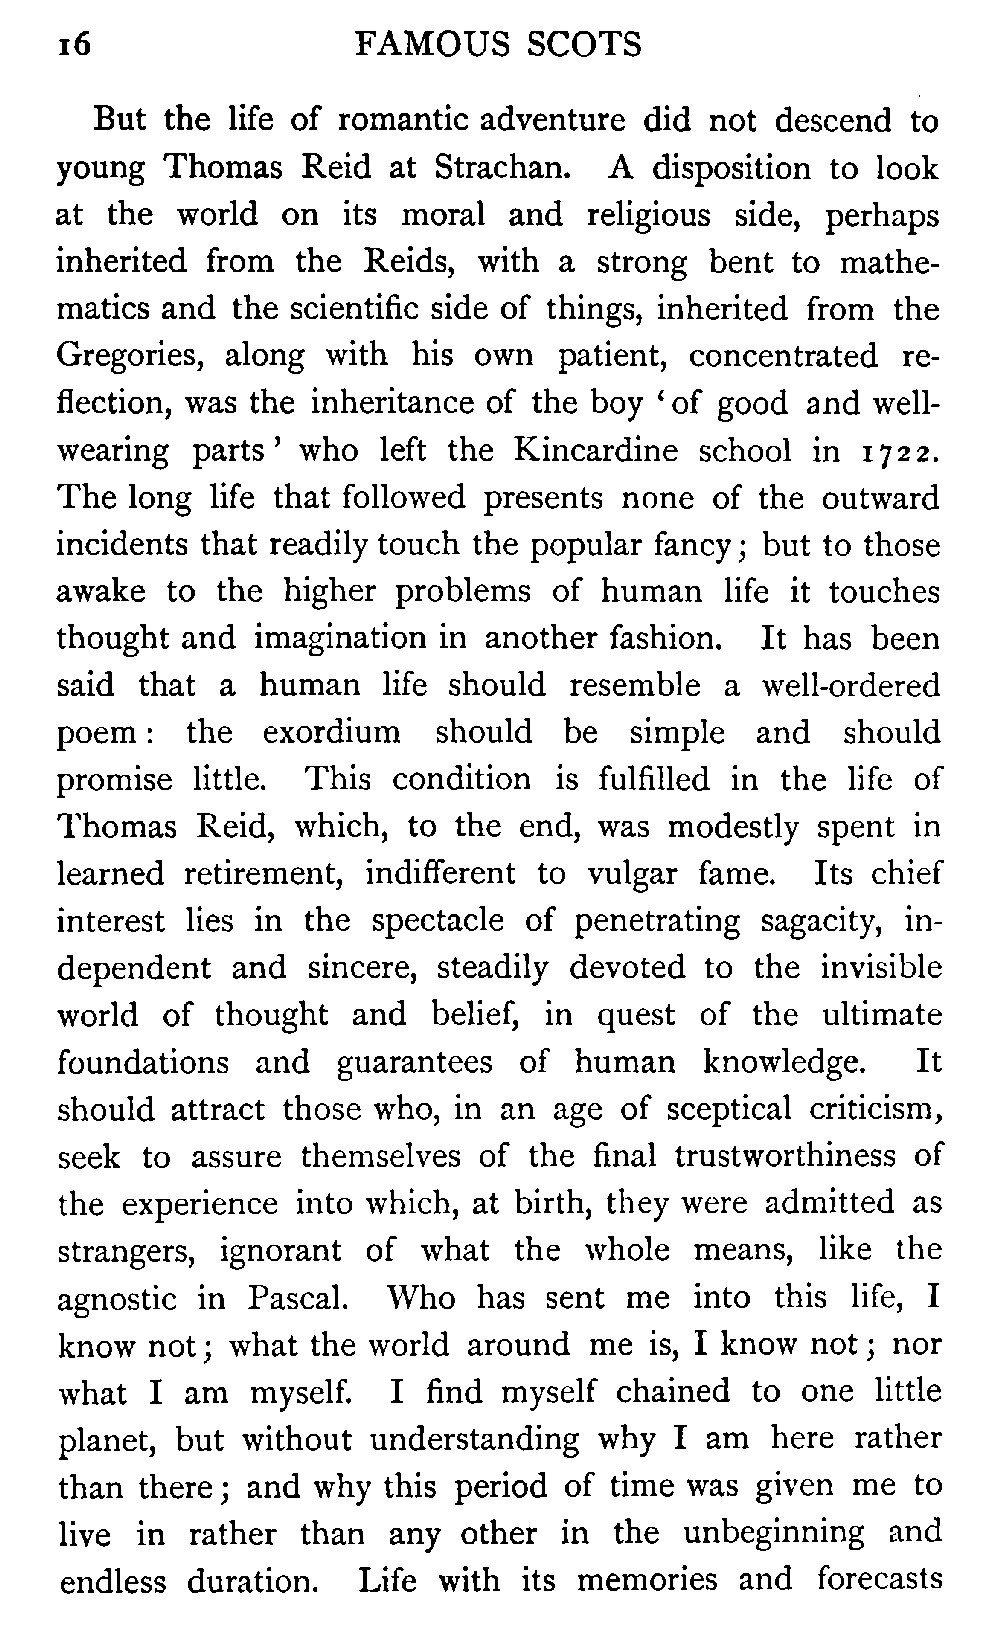 16 FAMOUS SCOTS
But the life of romantic adventure did not descend to
young Thomas Reid at Strachan. A disposition to look
at the world on its moral and religious side, perhaps
inherited from the Reids, with a strong bent to mathe-
matics and the scientific side of things, inherited from the
Gregories, along with his own patient, concentrated re-
flection, was the inheritance of the boy ‘of good and well-
wearing parts’ who left the Kincardine school in 1722.
The long life that followed presents none of the outward
incidents that readily touch the popular fancy; but to those
awake to the higher problems of human life it touches
thought and imagination in another fashion. It has been
said that a human life should resemble a well-ordered
poem: the exordium should be simple and should
promise little. This condition is fulfilled in the life of
Thomas Reid, which, to the end, was modestly spent in
learned retirement, indifferent to vulgar fame. Its chief
interest lies in the spectacle of penetrating sagacity, in-
dependent and sincere, steadily devoted to the invisible
world of thought and belief, in quest of the ultimate
foundations and guarantees of human knowledge. It
should attract those who, in an age of sceptical criticism,
seek to assure themselves of the final trustworthiness of
the experience into which, at birth, they were admitted as
strangers, ignorant of what the whole means, like the
agnostic in Pascal. Who has sent me into this life, I
know not; what the world around me is, I know not; nor
what I am myself. I find myself chained to one little
planet, but without understanding why I am here rather
than there; and why this period of time was given me to
live in rather than any other in the unbeginning and
endless duration. Life with its memories and forecasts